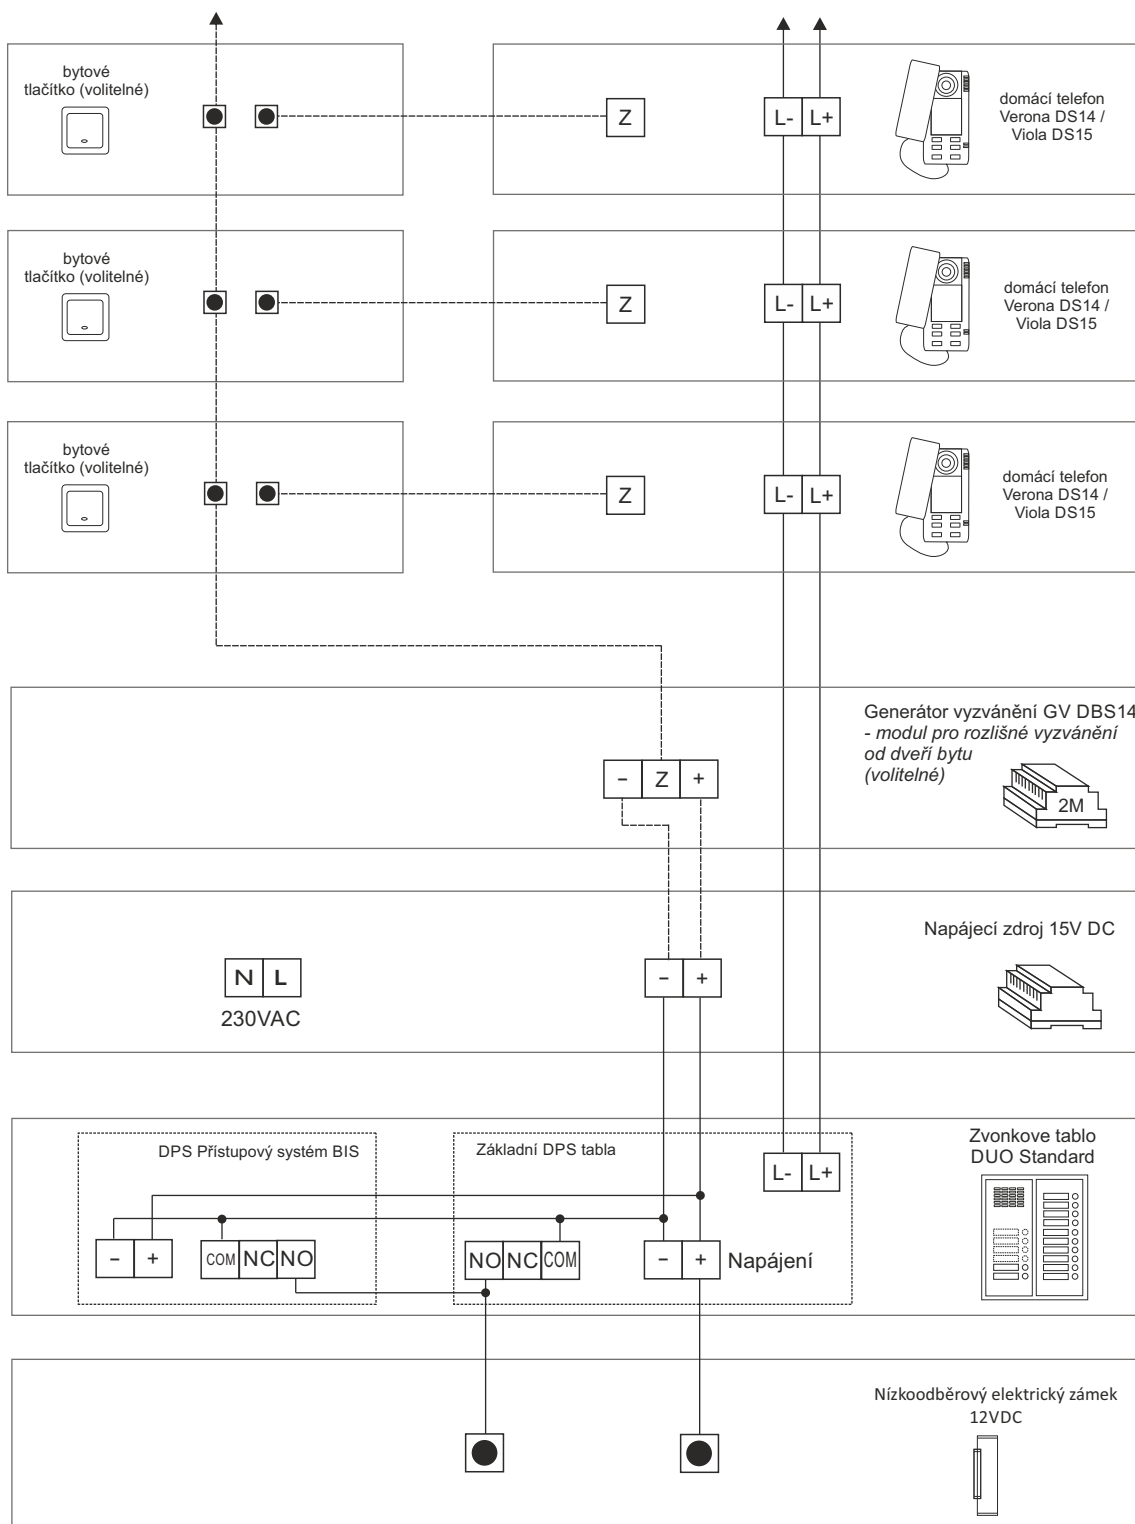 bytové
tlačítko (volitelné)
Z
L- L+
domácí telefon
Verona DS14 /
Viola DS15
bytové
tlačítko (volitelné)
Z
L- L+
domácí telefon
Verona DS14 /
Viola DS15
bytové
tlačítko (volitelné)
Z
L- L+
domácí telefon
Verona DS14 /
Viola DS15
Generátor vyzvánění GV DBS14
- modul pro rozlišné vyzvánění
od dveří bytu
(volitelné)
- Z +
2M
Napájecí zdroj 15V DC
N L
230VAC
- +
DPS Přístupový systém BIS
Základní DPS tabla
Zvonkove tablo
DUO Standard
L- L+
- +
COM NC NO
NO NC COM
- +
Napájení
Nízkoodběrový elektrický zámek
12VDC